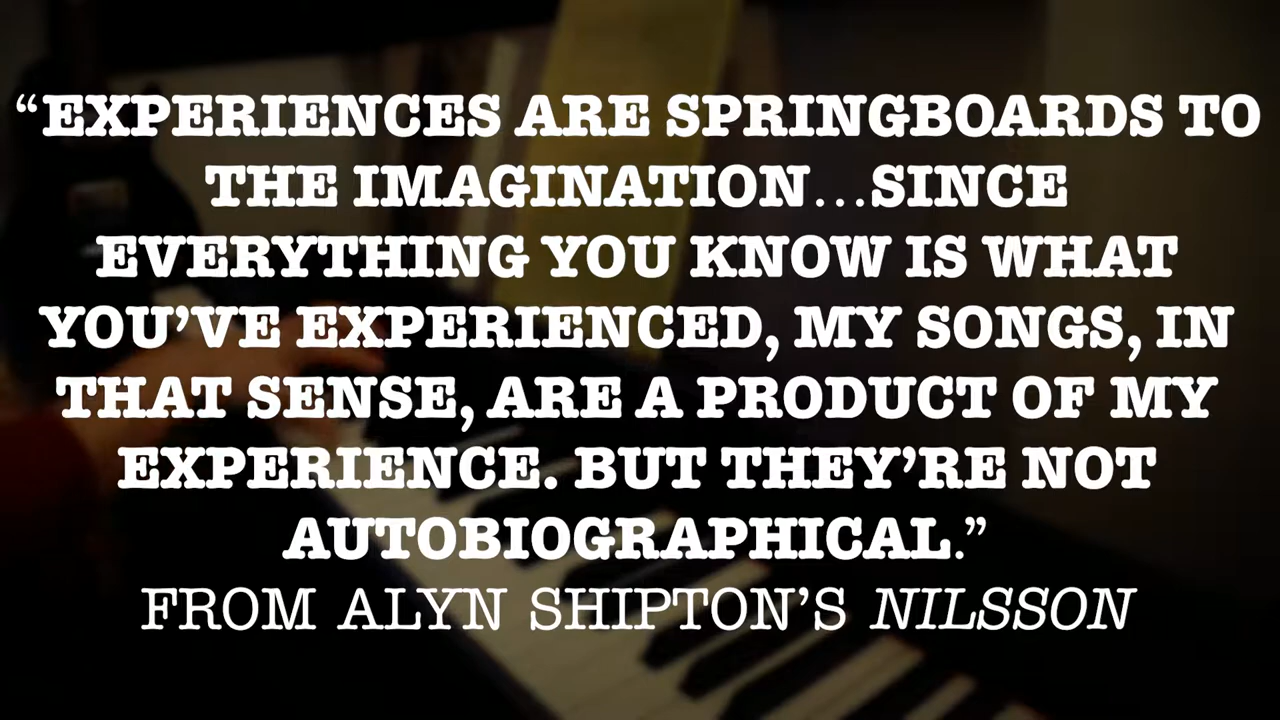 “EXPERIENCES ARE SPRINGBOARDS TO
THE IMAGINATION...SINCE
EVERYTHING YOU KNOW IS WHAT
YOU’VE EXPERIENCED, MY SONGS, IN
THAT SENSE, ARE A PRODUCT OF MY
EXPERIENCE. BUT THEY’RE NOT
AUTOBIOGRAPHICAL.”
FROM ALYN SHIPTON’S NILSSON